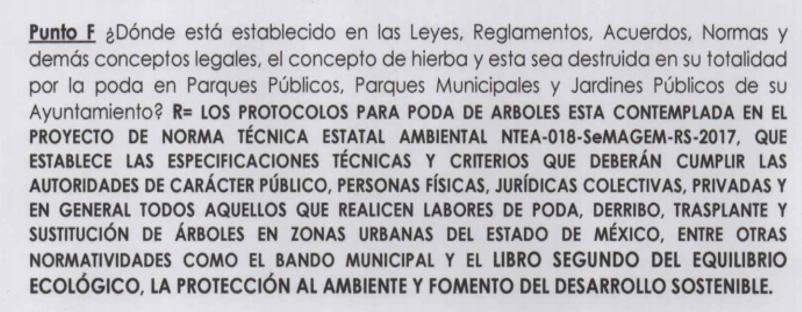 Punto F ¿Dónde está establecido en las Leyes, Reglamentos, Acuerdos, Normas y
demás conceptos legales, el concepto de hierba y esta sea destruida en su totalidad
por la poda en Parques Públicos, Parques Municipales y Jardines Públicos de su
Ayuntamiento? R= LOS PROTOCOLOS PARA PODA DE ARBOLES ESTA CONTEMPLADA EN EL
PROYECTO DE NORMA TÉCNICA ESTATAL AMBIENTAL NTEA-018-SeMAGEM-RS-2017, QUE
ESTABLECE LAS ESPECIFICACIONES TÉCNICAS Y CRITERIOS QUE DEBERÁN CUMPLIR LAS
AUTORIDADES DE CARÁCTER PÚBLICO, PERSONAS FÍSICAS, JURÍDICAS COLECTIVAS, PRIVADAS Y
EN GENERAL TODOS AQUELLOS QUE REALICEN LABORES DE PODA, DERRIBO, TRASPLANTE Y
SUSTITUCIÓN DE ÁRBOLES EN ZONAS URBANAS DEL ESTADO DE MÉXICO, ENTRE OTRAS
NORMATIVIDADES COMO EL BANDO MUNICIPAL Y EL LIBRO SEGUNDO DEL EQUILIBRIO
ECOLÓGICO, LA PROTECCIÓN AL AMBIENTE Y FOMENTO DEL DESARROLLO SOSTENIBLE.